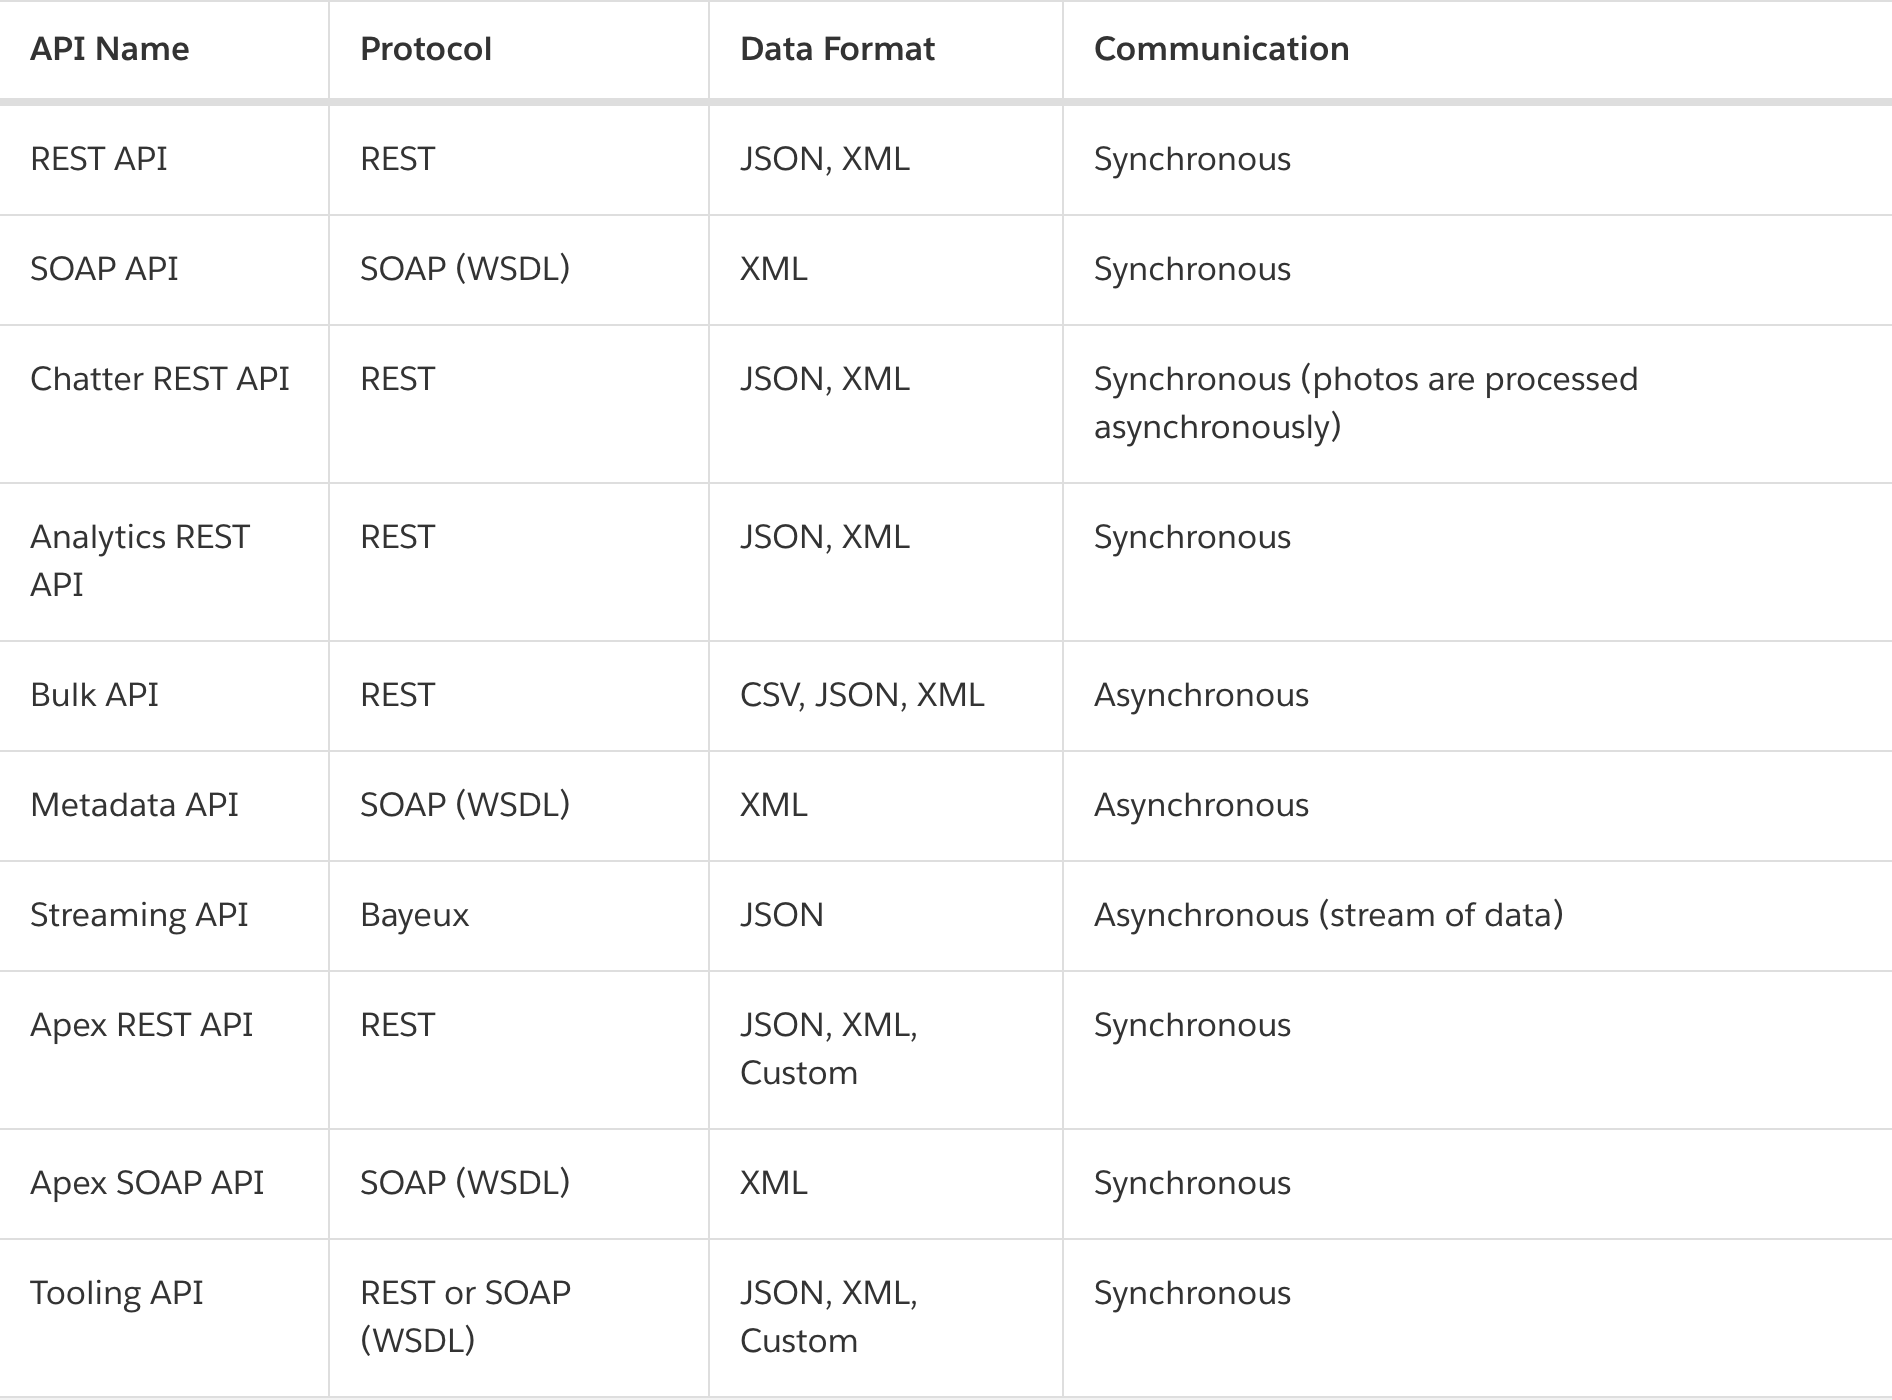 API Name Protocol Data Format Communication
REST API REST JSON, XML Synchronous
SOAP API SOAP (WSDL) XML Synchronous
Chatter REST API REST JSON, XML Synchronous (photos are processed
asynchronously)
Analytics REST REST JSON, XML Synchronous
API
Bulk API REST CSV, JSON, XML Asynchronous
Metadata API SOAP (WSDL) XML Asynchronous
Streaming API Bayeux JSON Asynchronous (stream of data)
Apex REST API REST JSON, XML, Synchronous
Custom
Apex SOAP API SOAP (WSDL) XML Synchronous
Tooling API REST or SOAP JSON, XML, Synchronous
(WSDL) Custom